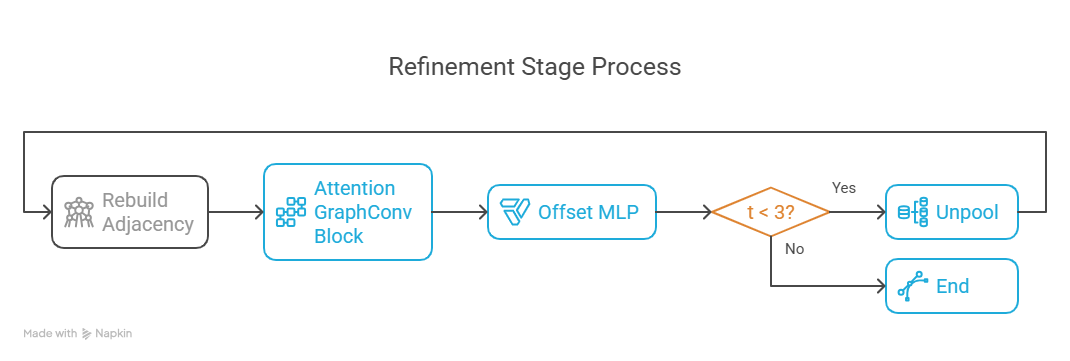 Refinement Stage Process
Rebuild
Adjacency
Attention
GraphConv
Block
Offset MLP
t < 3?
Yes
Unpool
No
End
Made with Napkin